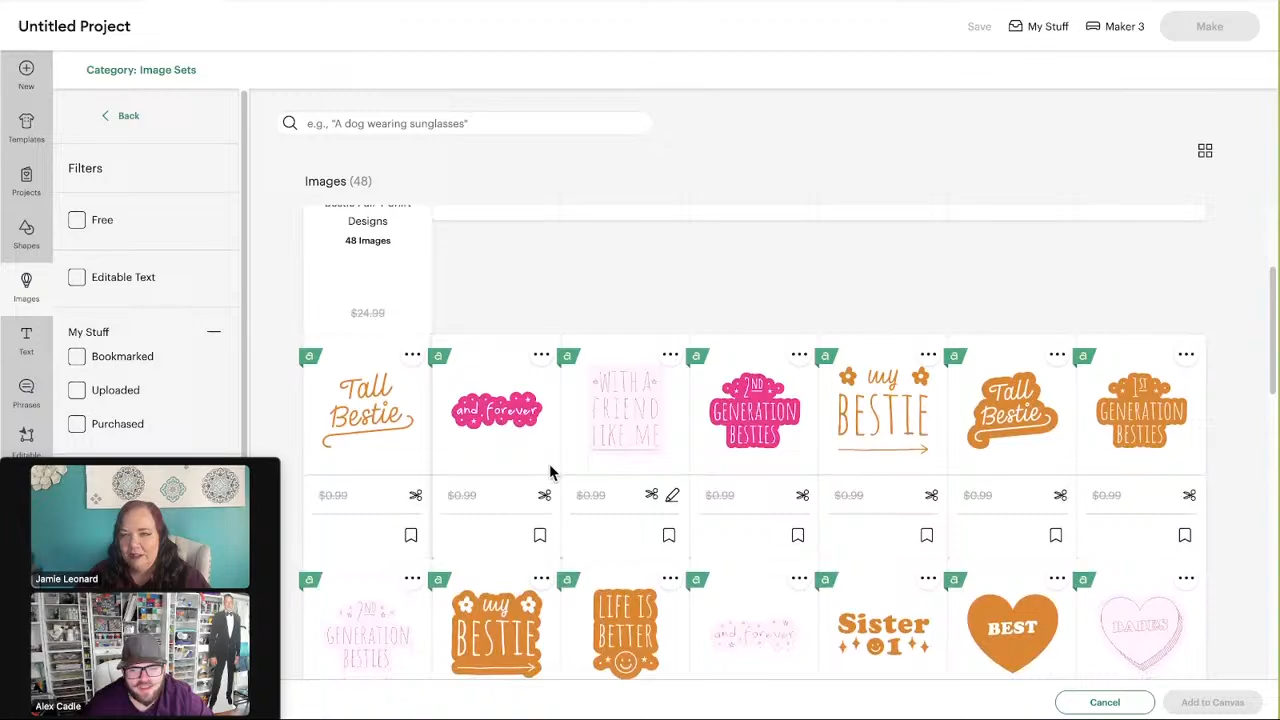 Untitled Project
Save
My Stuff
Maker 3
Make
New
Templates
Projects
Shapes
Images
Text
Phrases
Category: Image Sets
Back
Filters
Free
Editable Text
My Stuff
Bookmarked
Uploaded
Purchased
e.g., "A dog wearing sunglasses"
Images (48)
Designs
48 Images
$24.99
a
a
a
a
a
a
a
Tall
Bestie
and forever
WITH A
FRIEND
LIKE ME
2ND
GENERATION
BESTIES
my
BESTIE
Tall
Bestie
1ST
GENERATION
BESTIES
$0.99
$0.99
$0.99
$0.99
$0.99
$0.99
$0.99
a
a
a
a
a
a
a
2ND
GENERATION
BESTIES
my
BESTIE
LIFE IS
BETTER
and forever
Sister
01
BEST
BABES
Jamie Leonard
Alex Cadle
Cancel
Add to Canvas